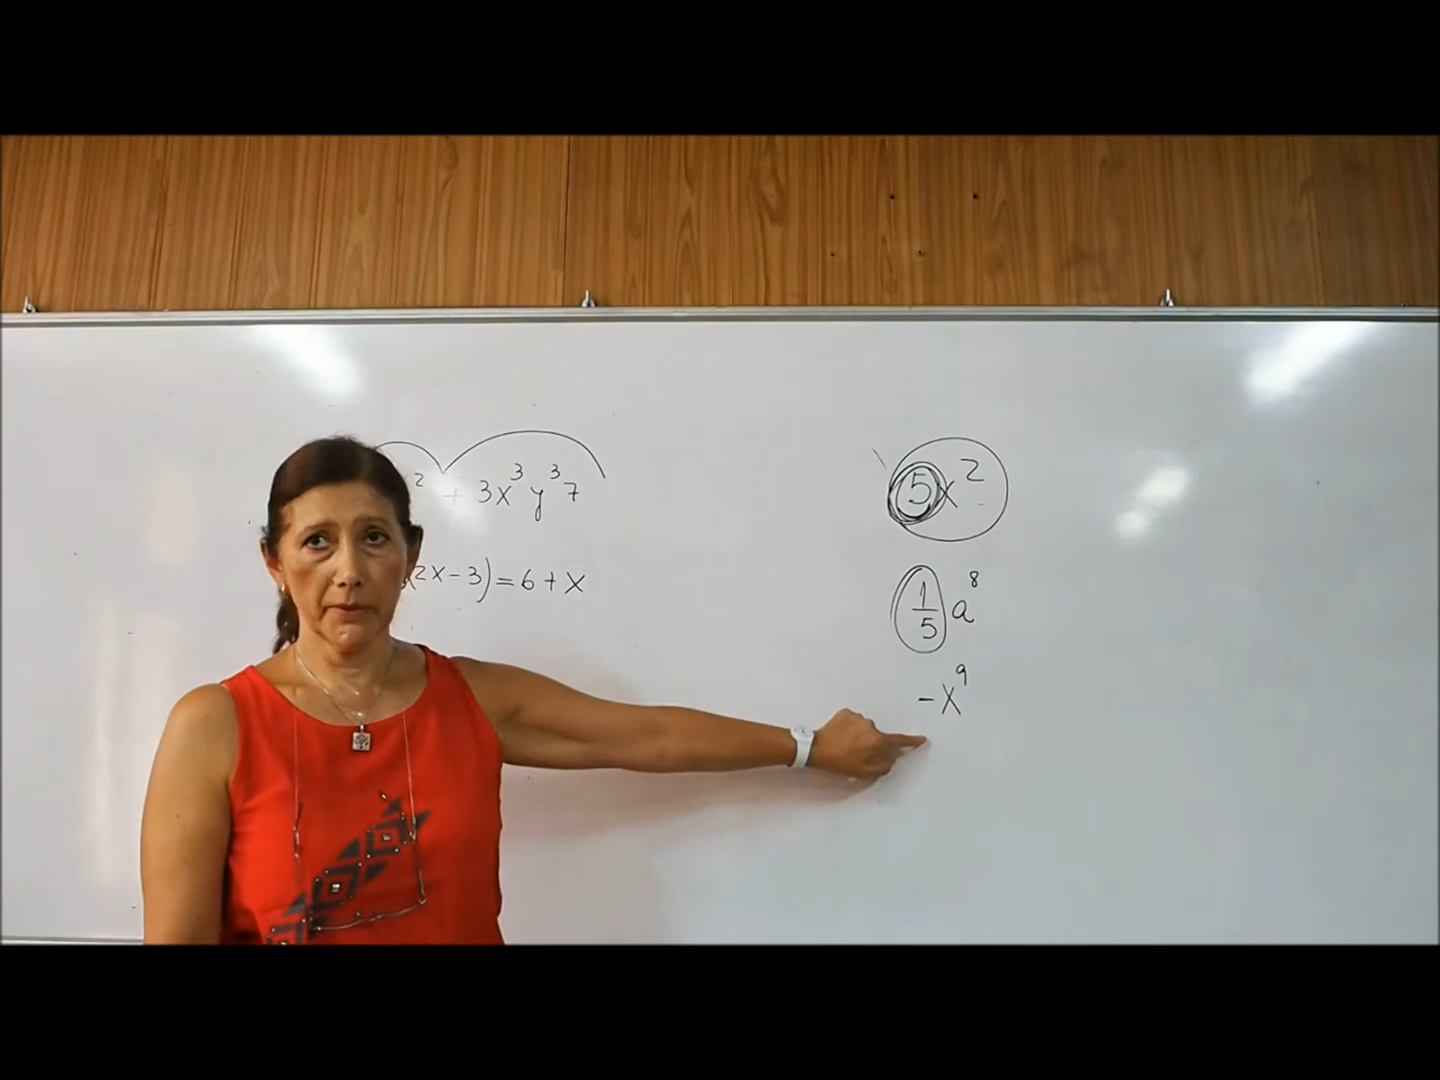 ² + 3x³y³7
(2x-3)=6+x
5x²
1/5 a⁸
-x⁹